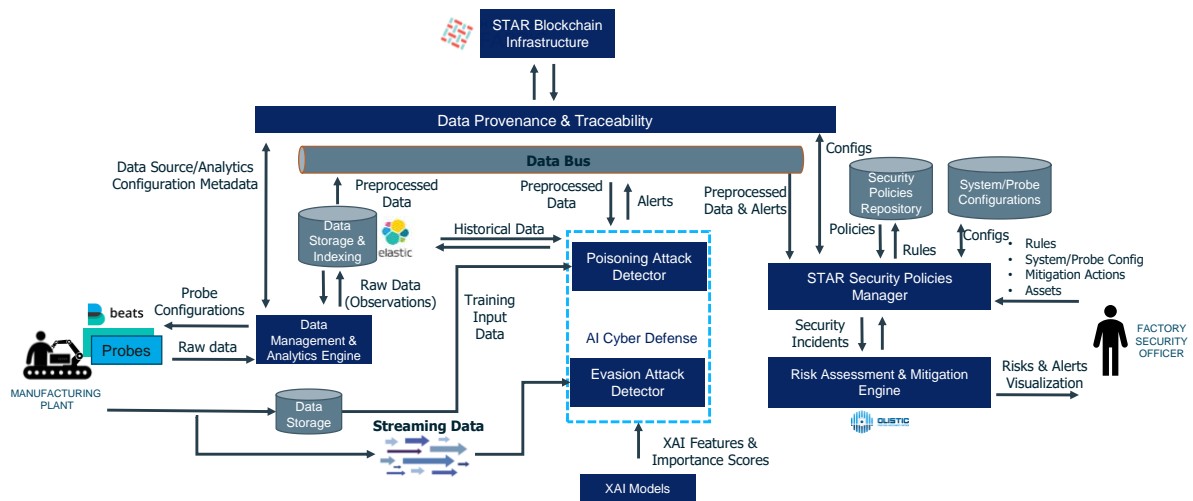 STAR Blockchain
Infrastructure
Data Provenance & Traceability
Data Bus
Data Source/Analytics
Configuration Metadata
Configs
Preprocessed
Data
Preprocessed
Data
Alerts
Preprocessed
Data & Alerts
Security
Policies
Repository
System/Probe
Configurations
Data
Storage &
Indexing
elastic
Historical Data
Policies
Rules
Configs
• Rules
• System/Probe Config
• Mitigation Actions
• Assets
Poisoning Attack
Detector
STAR Security Policies
Manager
Raw Data
(Observations)
Training
Input
Data
Probe
Configurations
beats
Probes
Raw data
Data
Management &
Analytics Engine
AI Cyber Defense
Security
Incidents
FACTORY
SECURITY
OFFICER
MANUFACTURING
PLANT
Evasion Attack
Detector
Risk Assessment & Mitigation
Engine
Risks & Alerts
Visualization
Data
Storage
Streaming Data
OLISTIC
XAI Features &
Importance Scores
XAI Models